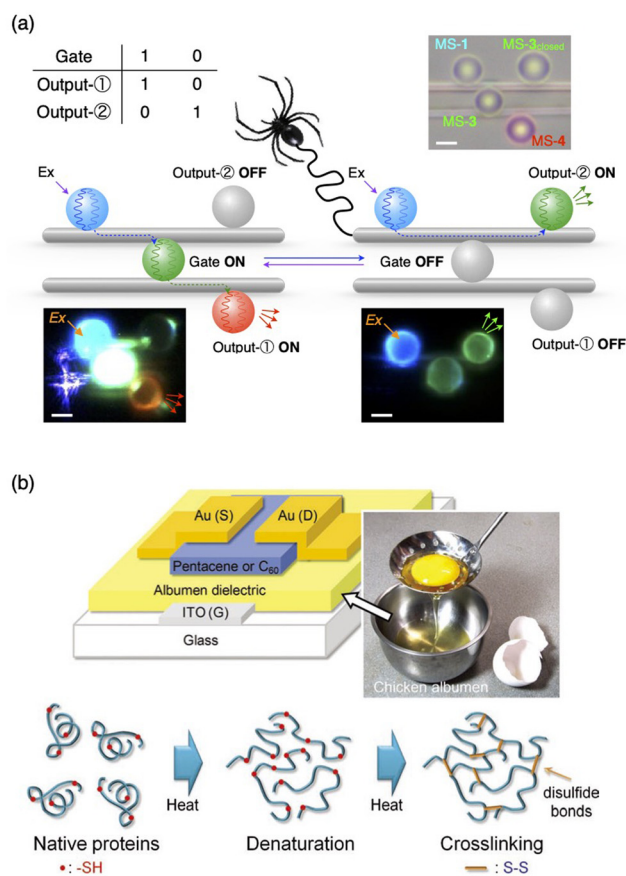 (a)
Gate 1 0
Output-① 1 0
Output-② 0 1
MS-1
MS-3closed
MS-3
MS-4
Ex
Output-② OFF
Gate ON
Output-① ON
Ex
Output-② ON
Gate OFF
Output-① OFF
Ex
Ex
(b)
Au (S)
Au (D)
Pentacene or C60
Albumen dielectric
ITO (G)
Glass
Chicken albumen
Heat
Heat
disulfide
bonds
Native proteins
Denaturation
Crosslinking
: -SH
: S-S